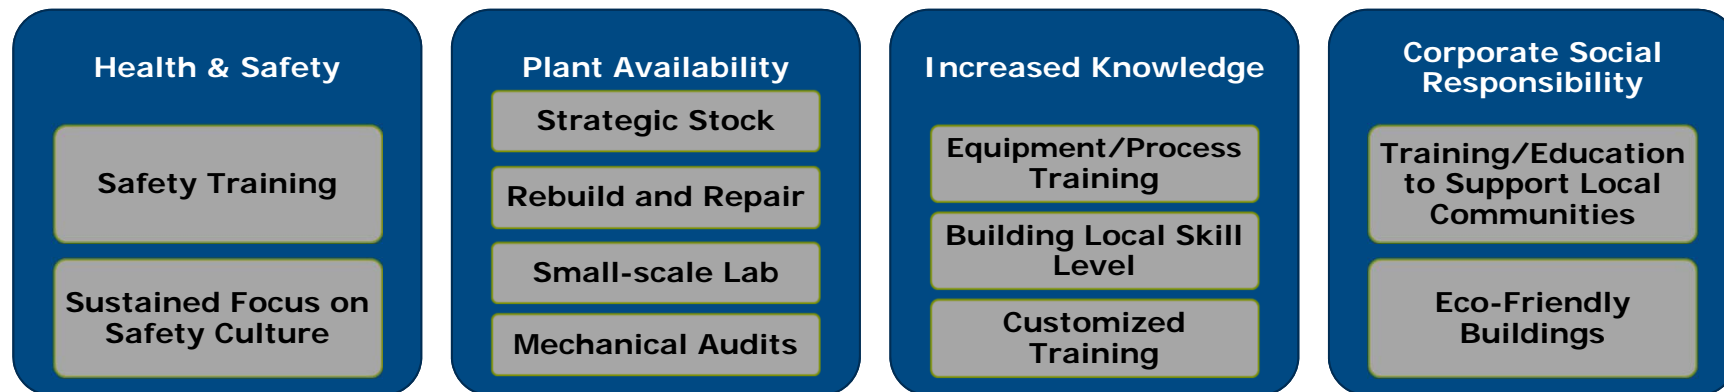 Health & Safety
Safety Training
Sustained Focus on
Safety Culture
Plant Availability
Strategic Stock
Rebuild and Repair
Small-scale Lab
Mechanical Audits
Increased Knowledge
Equipment/Process
Training
Building Local Skill
Level
Customized
Training
Corporate Social
Responsibility
Training/Education
to Support Local
Communities
Eco-Friendly
Buildings